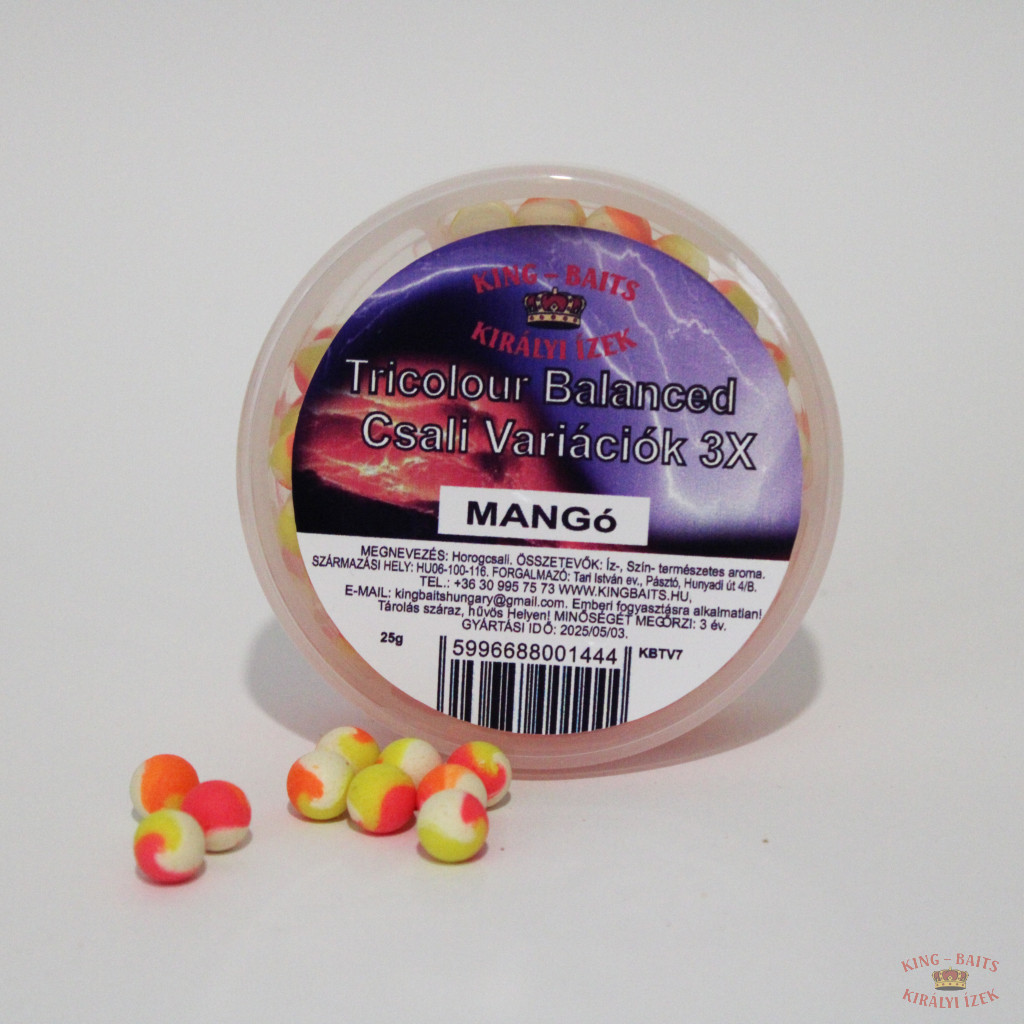 KING – BAITS
KIRÁLYI ÍZEK
Tricolour Balanced
Csali Variációk 3X
MANGó
MEGNEVEZÉS: Horogcsali. ÖSSZETEVŐK: Íz-, Szín- természetes aroma.
SZÁRMAZÁSI HELY: HU06-100-116. FORGALMAZÓ: Tari István ev., Pásztó, Hunyadi út 4/B.
TEL.: +36 30 995 75 73 WWW.KINGBAITS.HU,
E-MAIL: kingbaitshungary@gmail.com. Emberi fogyasztásra alkalmatlan!
Tárolás száraz, hűvös Helyen! MINŐSÉGÉT MEGŐRZI: 3 év.
GYÁRTÁSI IDŐ: 2025/05/03.
25g
5996688001444
KBTV7
KING – BAITS
KIRÁLYI ÍZEK